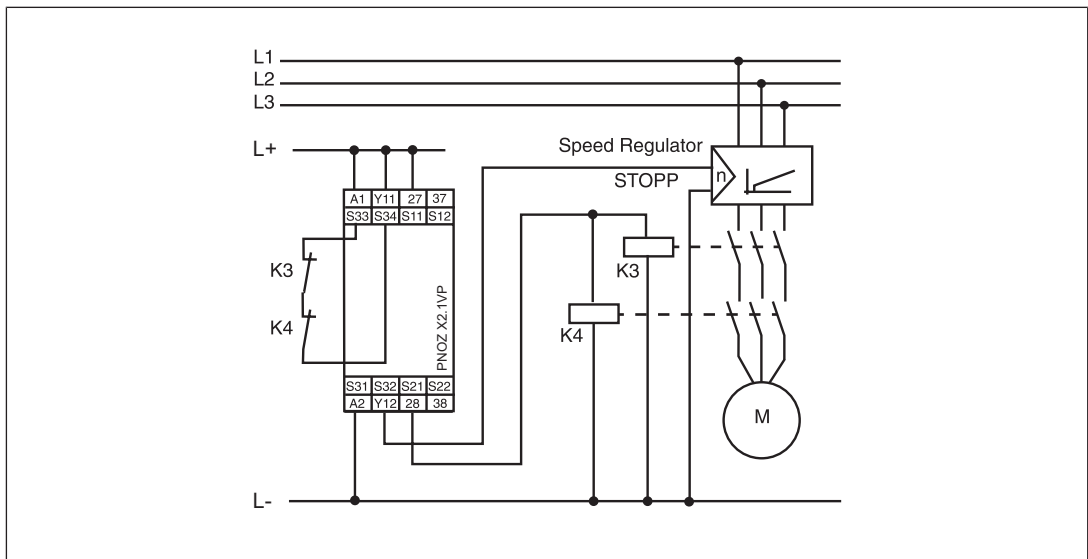 L1
L2
L3
L+
Speed Regulator
STOPP
n
A1 Y11 27 37
S33 S34 S11 S12
K3
K4
PNOZ X2.1VP
K3
K4
S31 S32 S21 S22
A2 Y12 28 38
M
L-